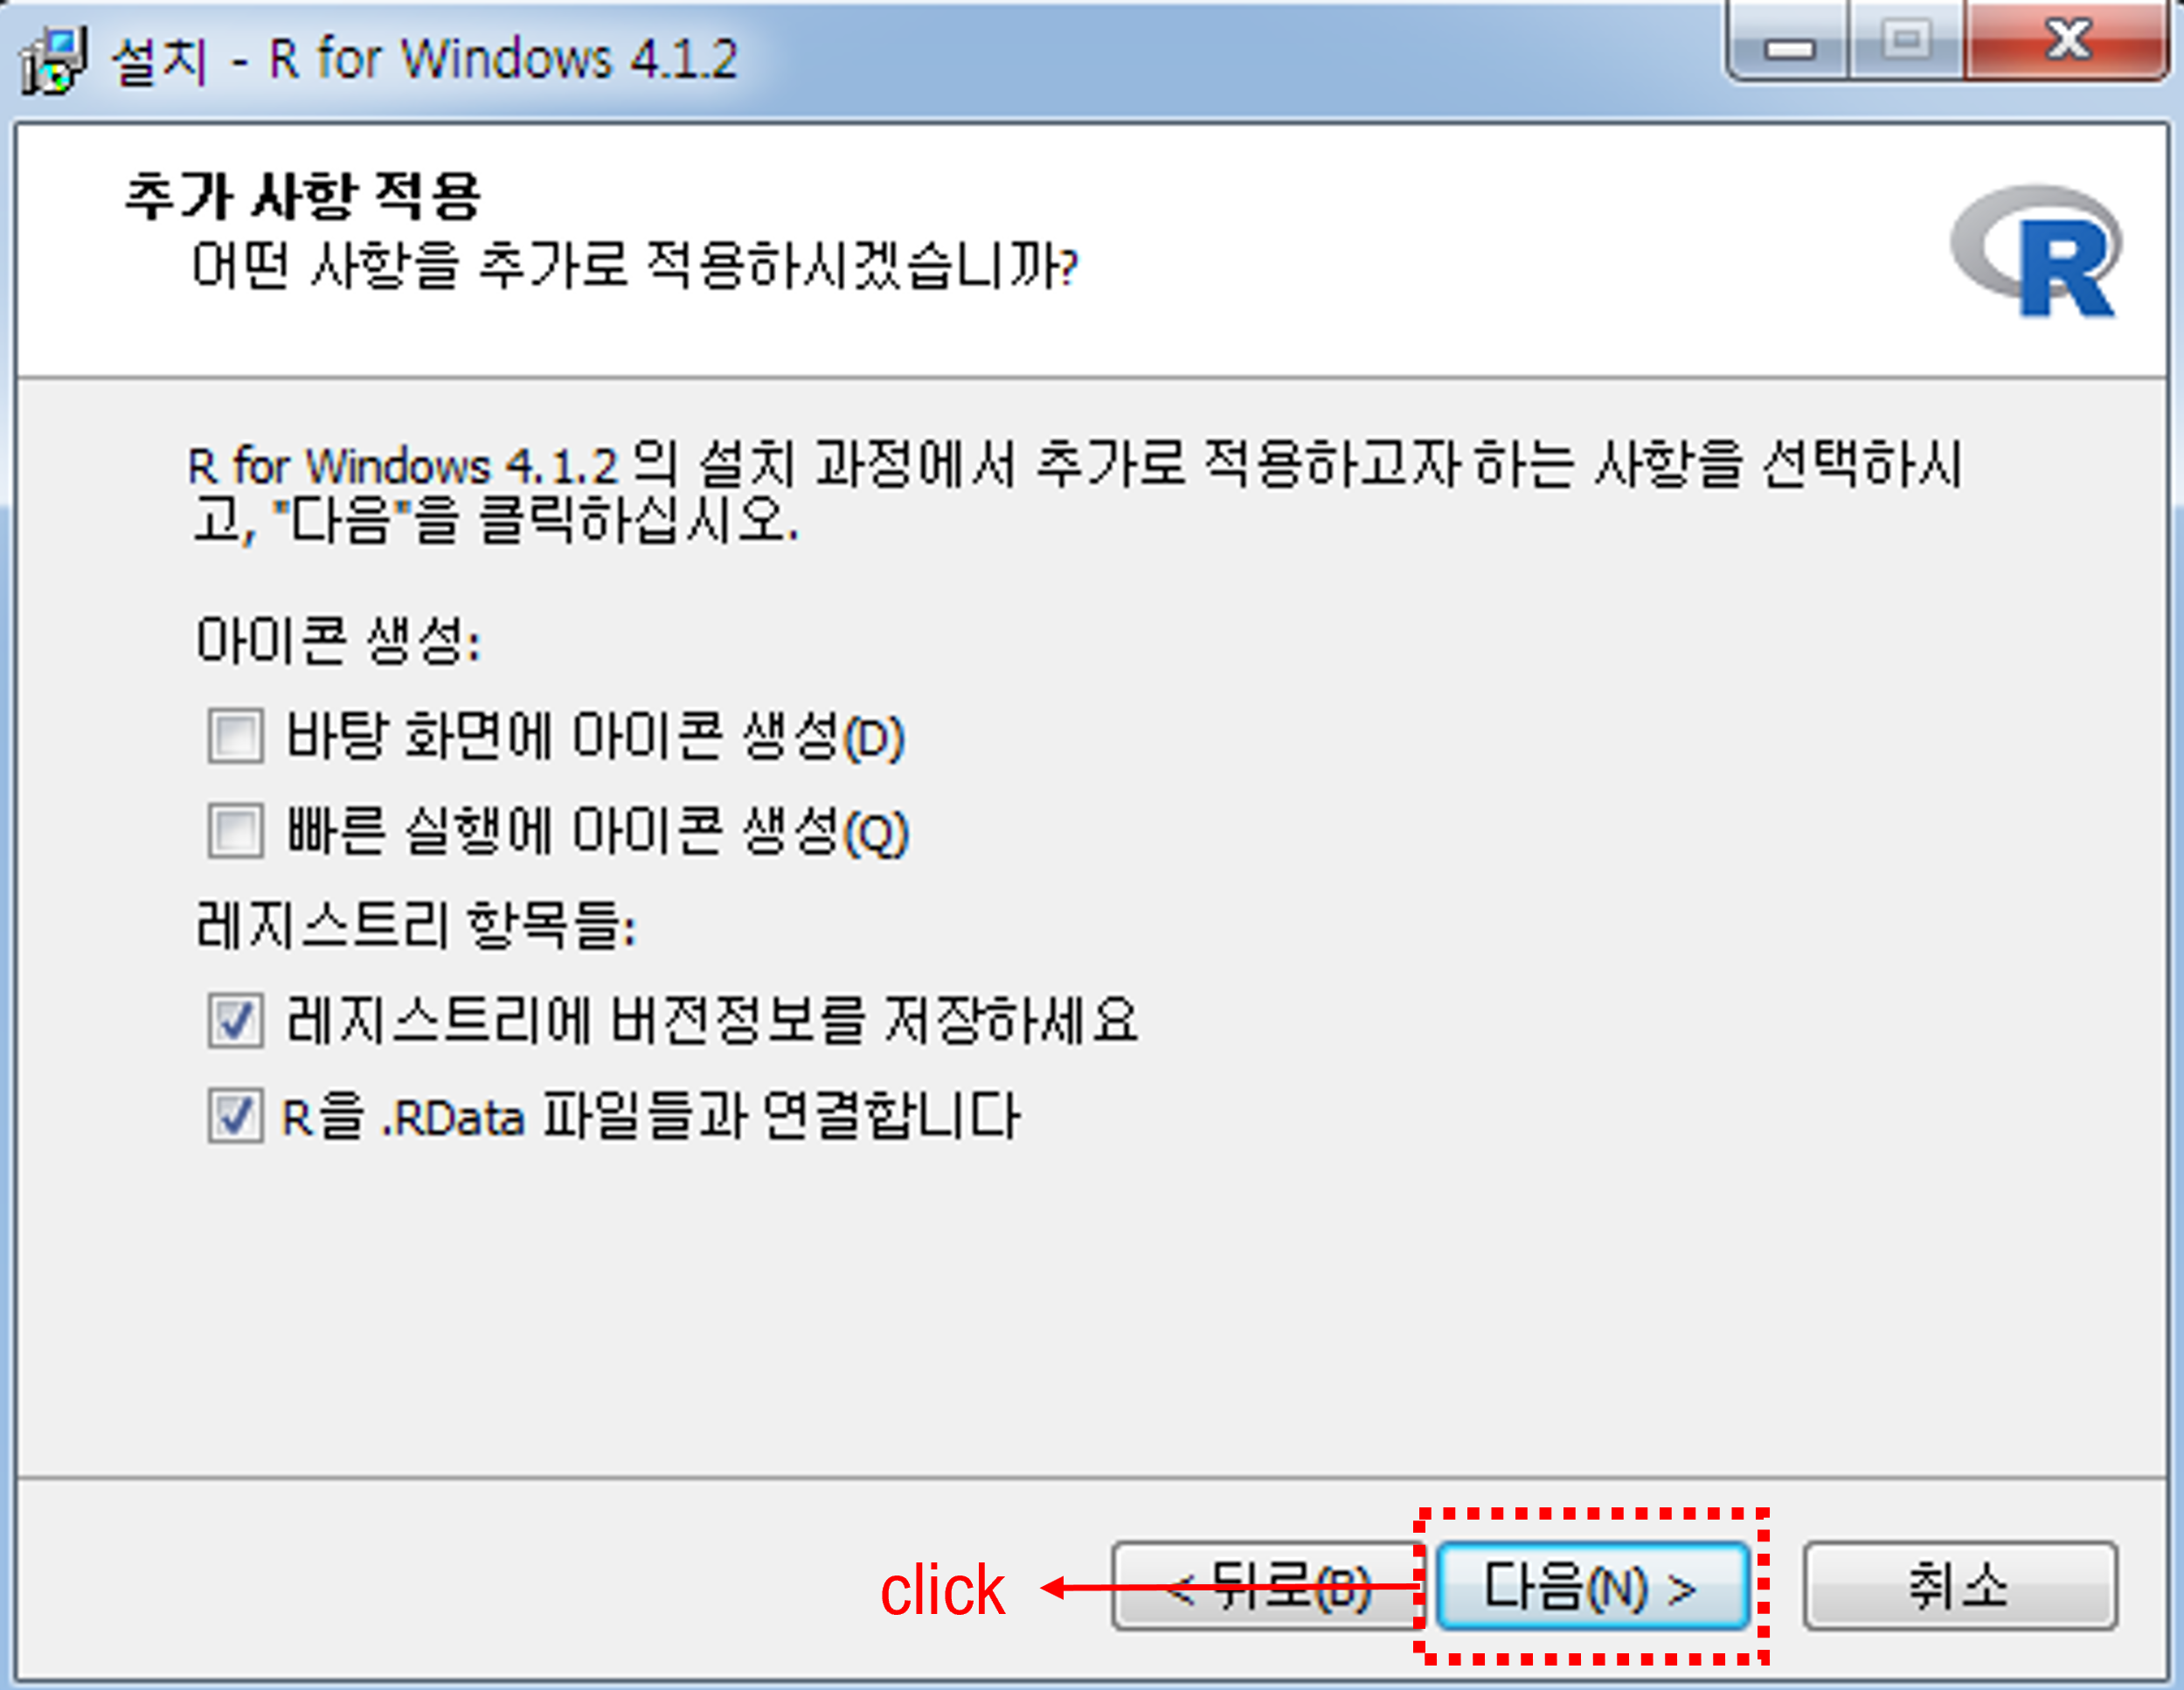 설치 - R for Windows 4.1.2
추가 사항 적용
어떤 사항을 추가로 적용하시겠습니까?
R
R for Windows 4.1.2 의 설치 과정에서 추가로 적용하고자 하는 사항을 선택하시
고, "다음"을 클릭하십시오.
아이콘 생성:
바탕 화면에 아이콘 생성(D)
빠른 실행에 아이콘 생성(Q)
레지스트리 항목들:
레지스트리에 버전정보를 저장하세요
R을 .RData 파일들과 연결합니다
click
< 뒤로(B)
다음(N) >
취소